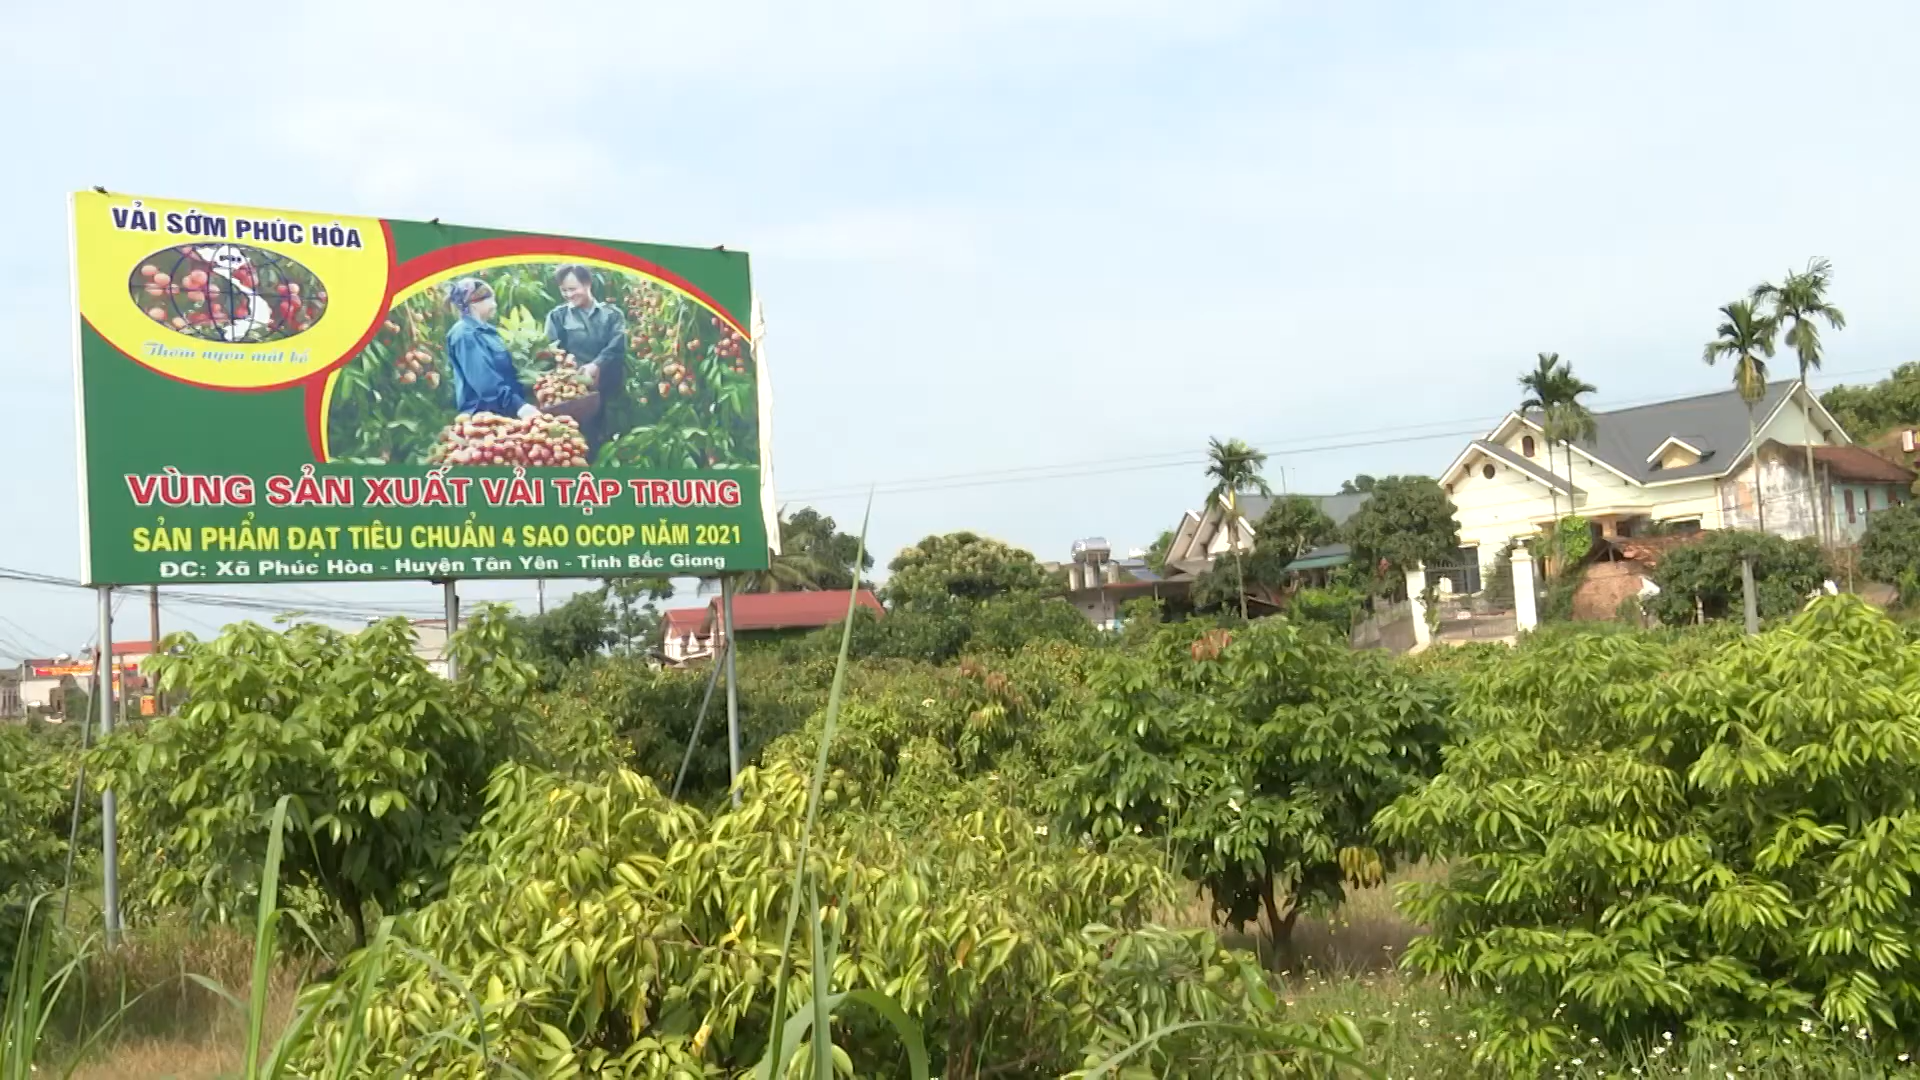 VẢI SỚM PHÚC HÒA
Thơm ngon mát bổ
VÙNG SẢN XUẤT VẢI TẬP TRUNG
SẢN PHẨM ĐẠT TIÊU CHUẨN 4 SAO OCOP NĂM 2021
ĐC: Xã Phúc Hòa - Huyện Tân Yên - Tỉnh Bắc Giang